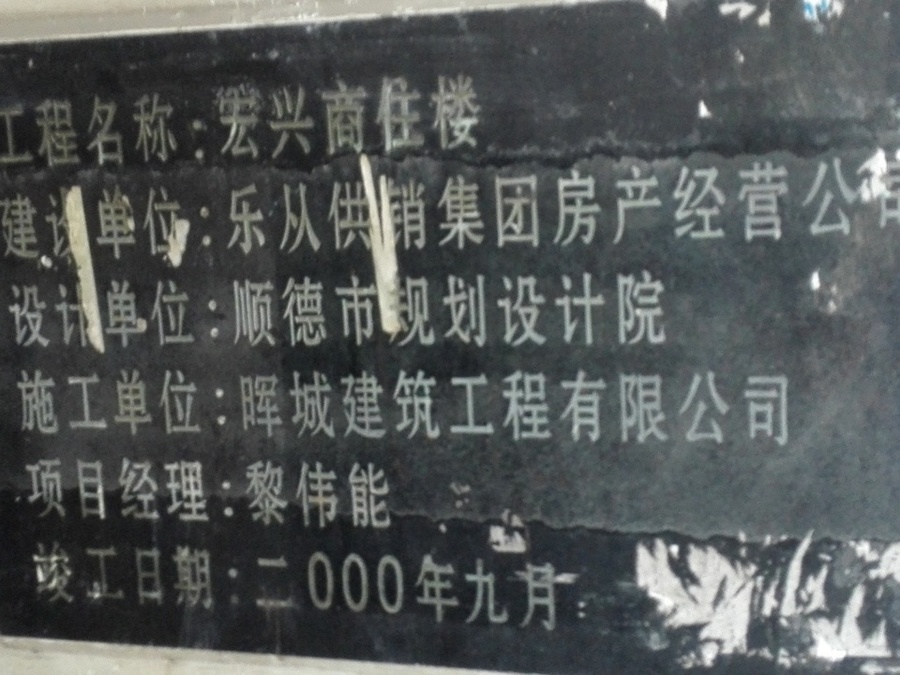 工程名称:宏兴商住楼
建设单位:乐从供销集团房产经营公司
设计单位:顺德市规划设计院
施工单位:晖城建筑工程有限公司
项目经理:黎伟能
竣工日期:二000年九月